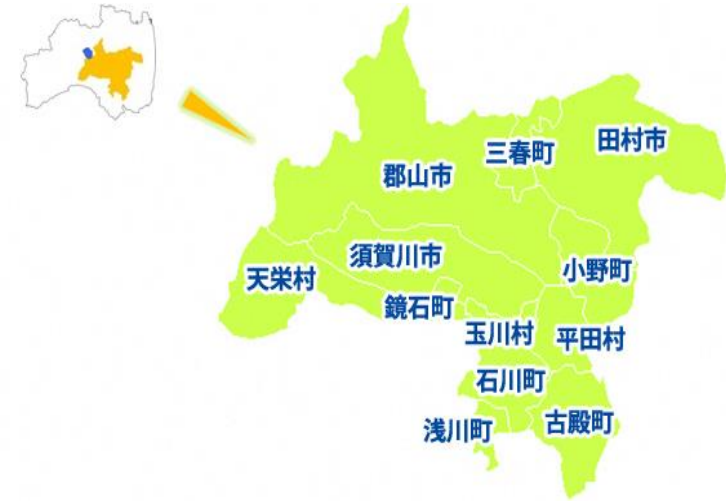 三春町
田村市
郡山市
須賀川市
天栄村
小野町
鏡石町
玉川村
平田村
石川町
浅川町
古殿町